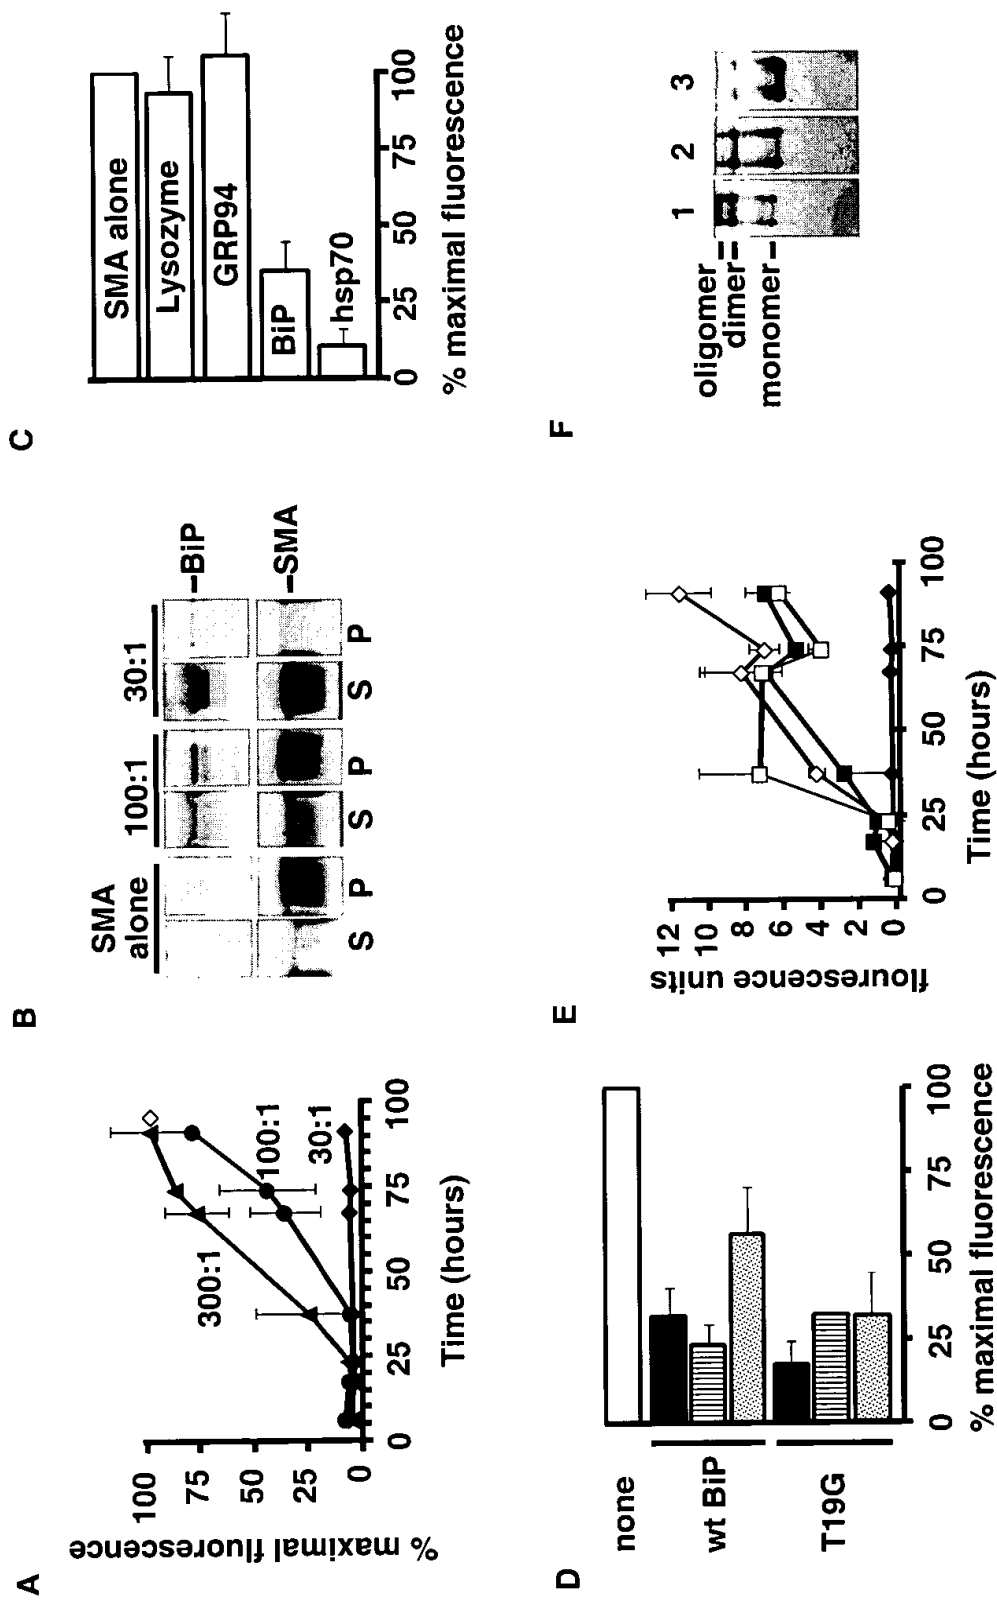 A
% maximal fluorescence
100
75
50
25
0
300:1
100:1
30:1
0
25
50
75
100
Time (hours)
B
SMA alone
100:1
30:1
BiP
SMA
S P S P S P
C
SMA alone
Lysozyme
GRP94
BiP
hsp70
0 25 50 75 100
% maximal fluorescence
D
none
wt BiP
T19G
0 25 50 75 100
% maximal fluorescence
E
flourescence units
12
10
8
6
4
2
0
0 25 50 75 100
Time (hours)
F
1 2 3
oligomer
dimer
monomer